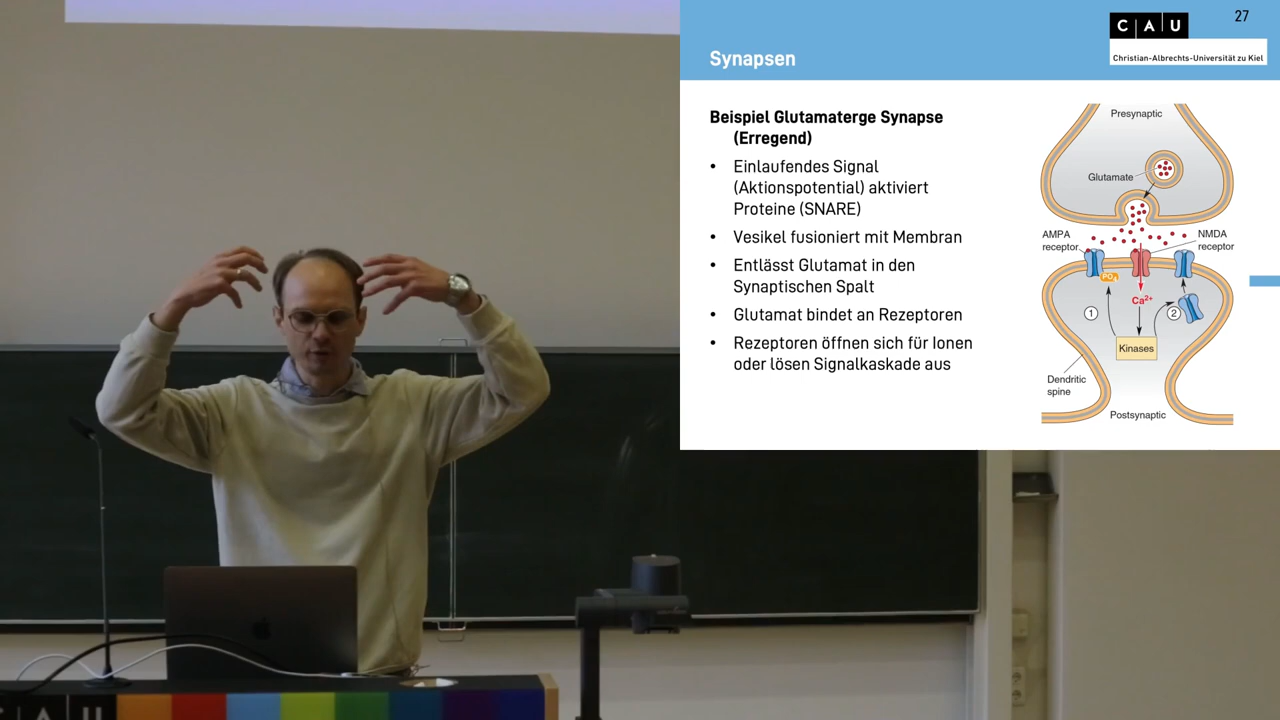 27
C A U
Christian-Albrechts-Universität zu Kiel
Synapsen
Beispiel Glutamaterge Synapse
(Erregend)
• Einlaufendes Signal
(Aktionspotential) aktiviert
Proteine (SNARE)
• Vesikel fusioniert mit Membran
• Entlässt Glutamat in den
Synaptischen Spalt
• Glutamat bindet an Rezeptoren
• Rezeptoren öffnen sich für Ionen
oder lösen Signalkaskade aus
Presynaptic
Glutamate
AMPA
receptor
NMDA
receptor
PO₄
Ca²⁺
1
2
Kinases
Dendritic
spine
Postsynaptic
C A U